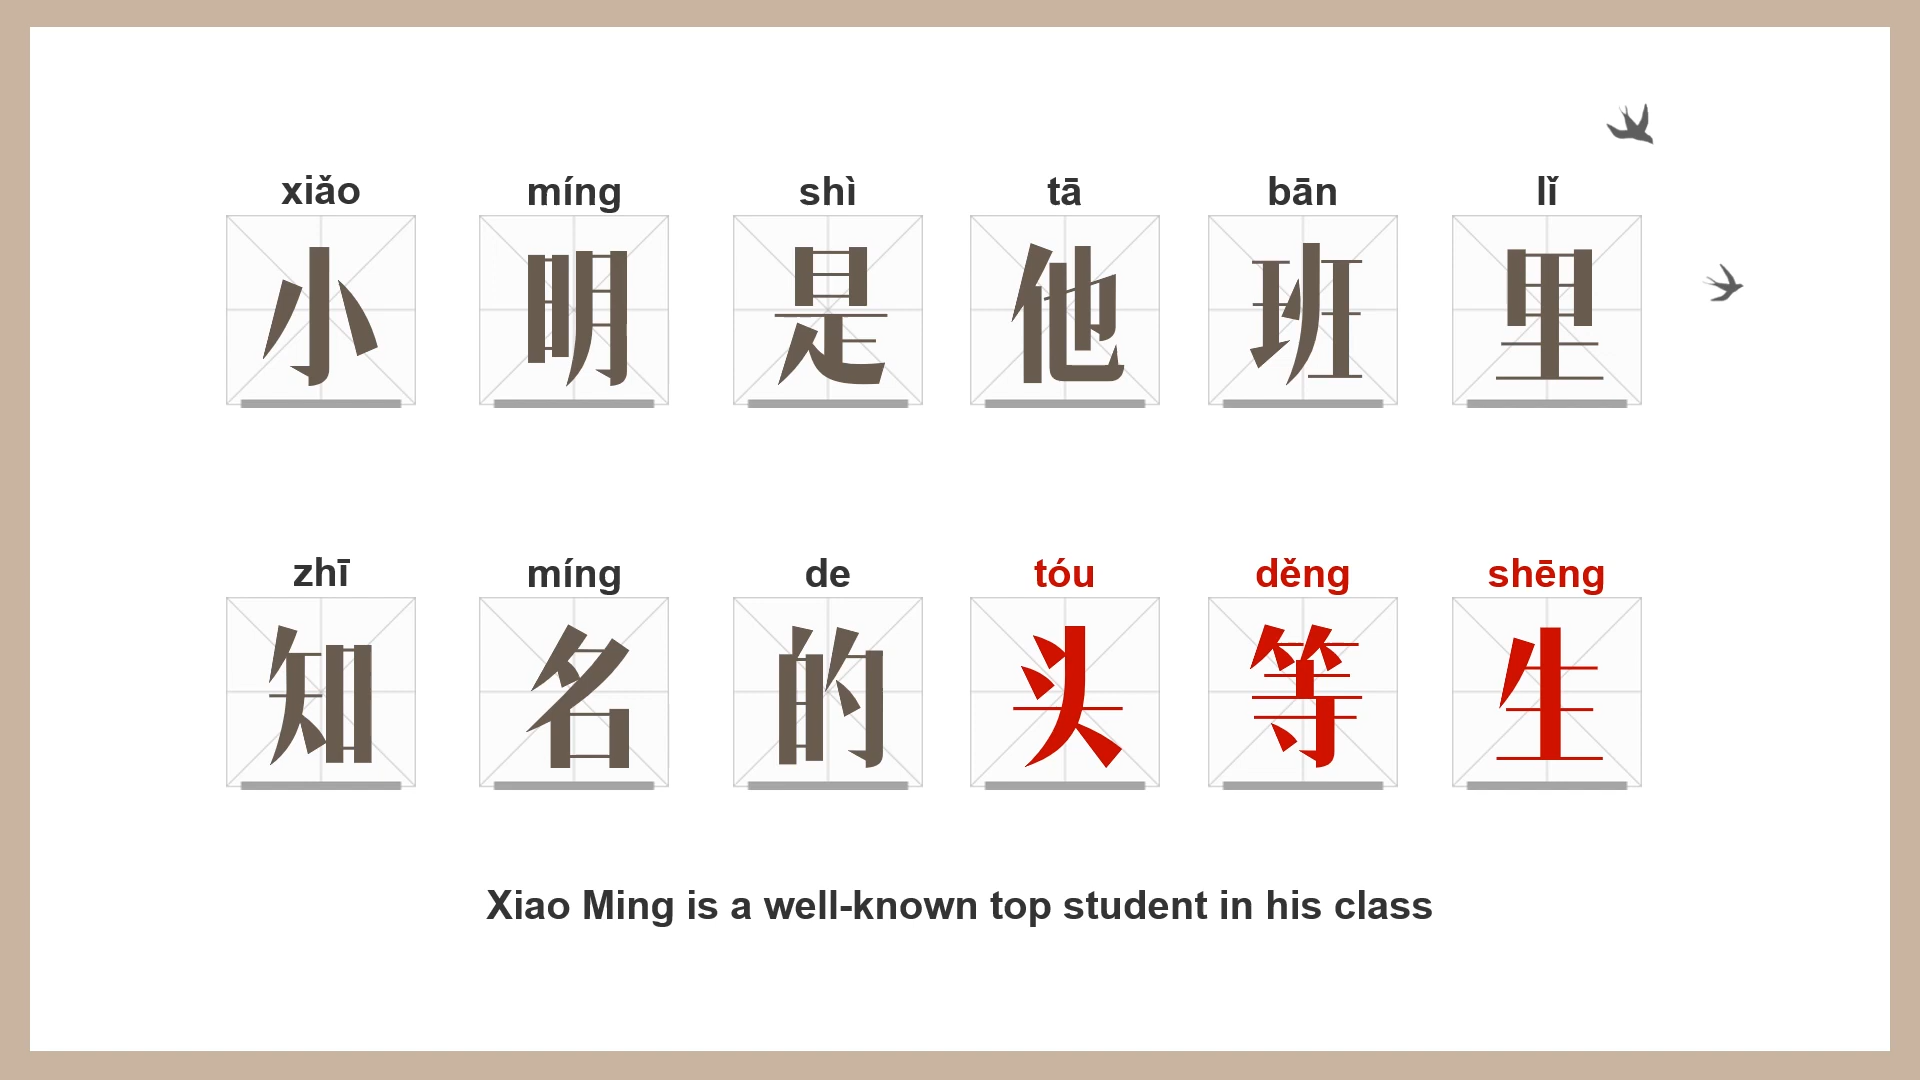 xiǎo míng shì tā bān lǐ
小明是他班里
zhī míng de tóu děng shēng
知名的头等生
Xiao Ming is a well-known top student in his class